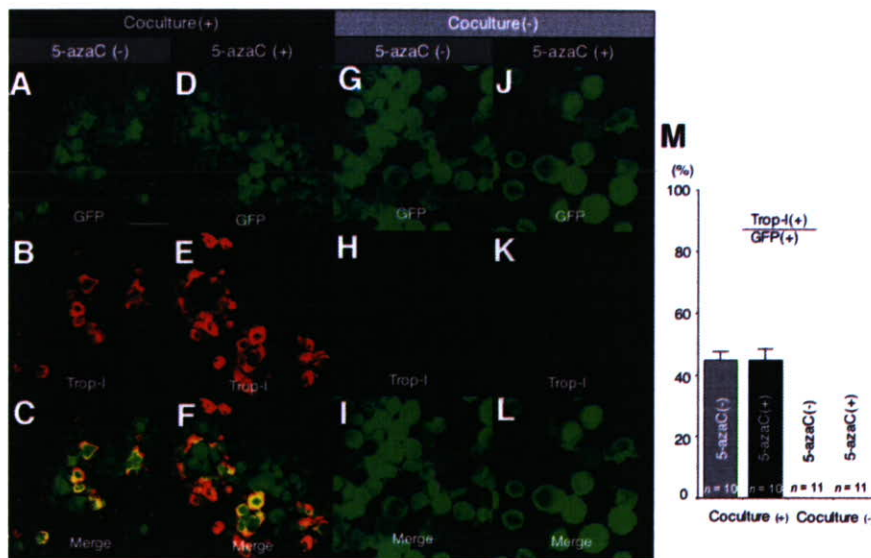 Coculture (+) Coculture (-)
5-azaC (-) 5-azaC (+) 5-azaC (-) 5-azaC (+)
A D G J
GFP GFP GFP GFP
B E H K
Trop-I Trop-I Trop-I Trop-I
C F I L
Merge Merge Merge Merge
M
(%)
100
80
60
40
20
0
Trop-I(+)
GFP(+)
5-azaC(-) 5-azaC(+) 5-azaC(-) 5-azaC(+)
n = 10 n = 10 n = 11 n = 11
Coculture (+) Coculture (-